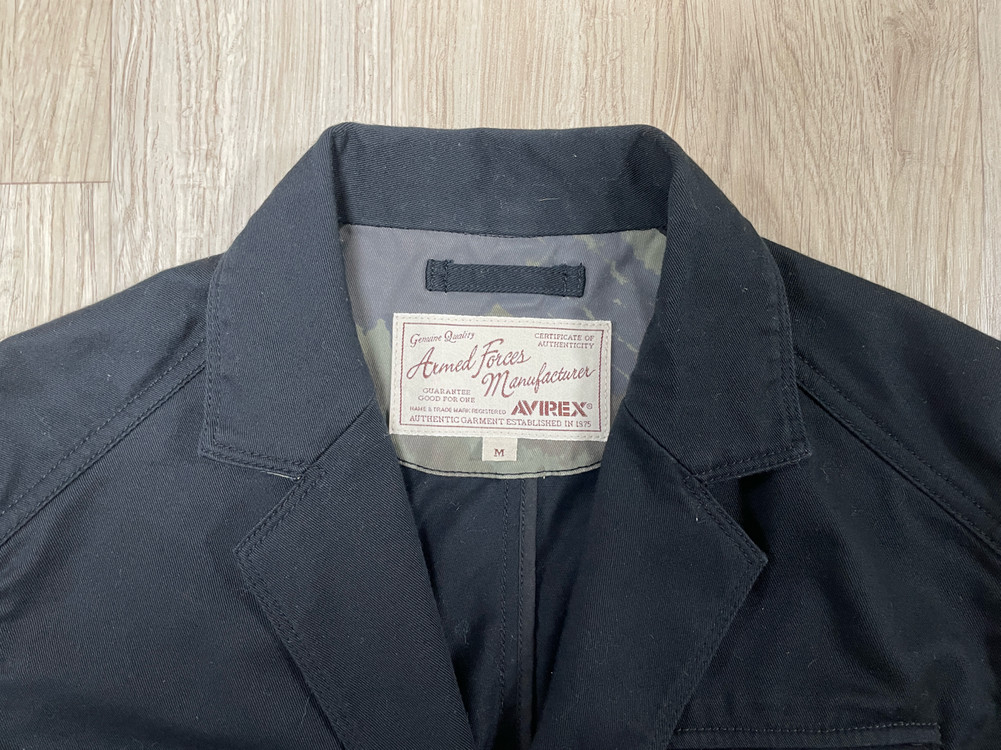 Genuine Quality
CERTIFICATE OF
AUTHENTICITY
Armed Forces
Manufacturer
GUARANTEE
GOOD FOR ONE
NAME & TRADE MARK REGISTERED AVIREX®
AUTHENTIC GARMENT ESTABLISHED IN 1975
M